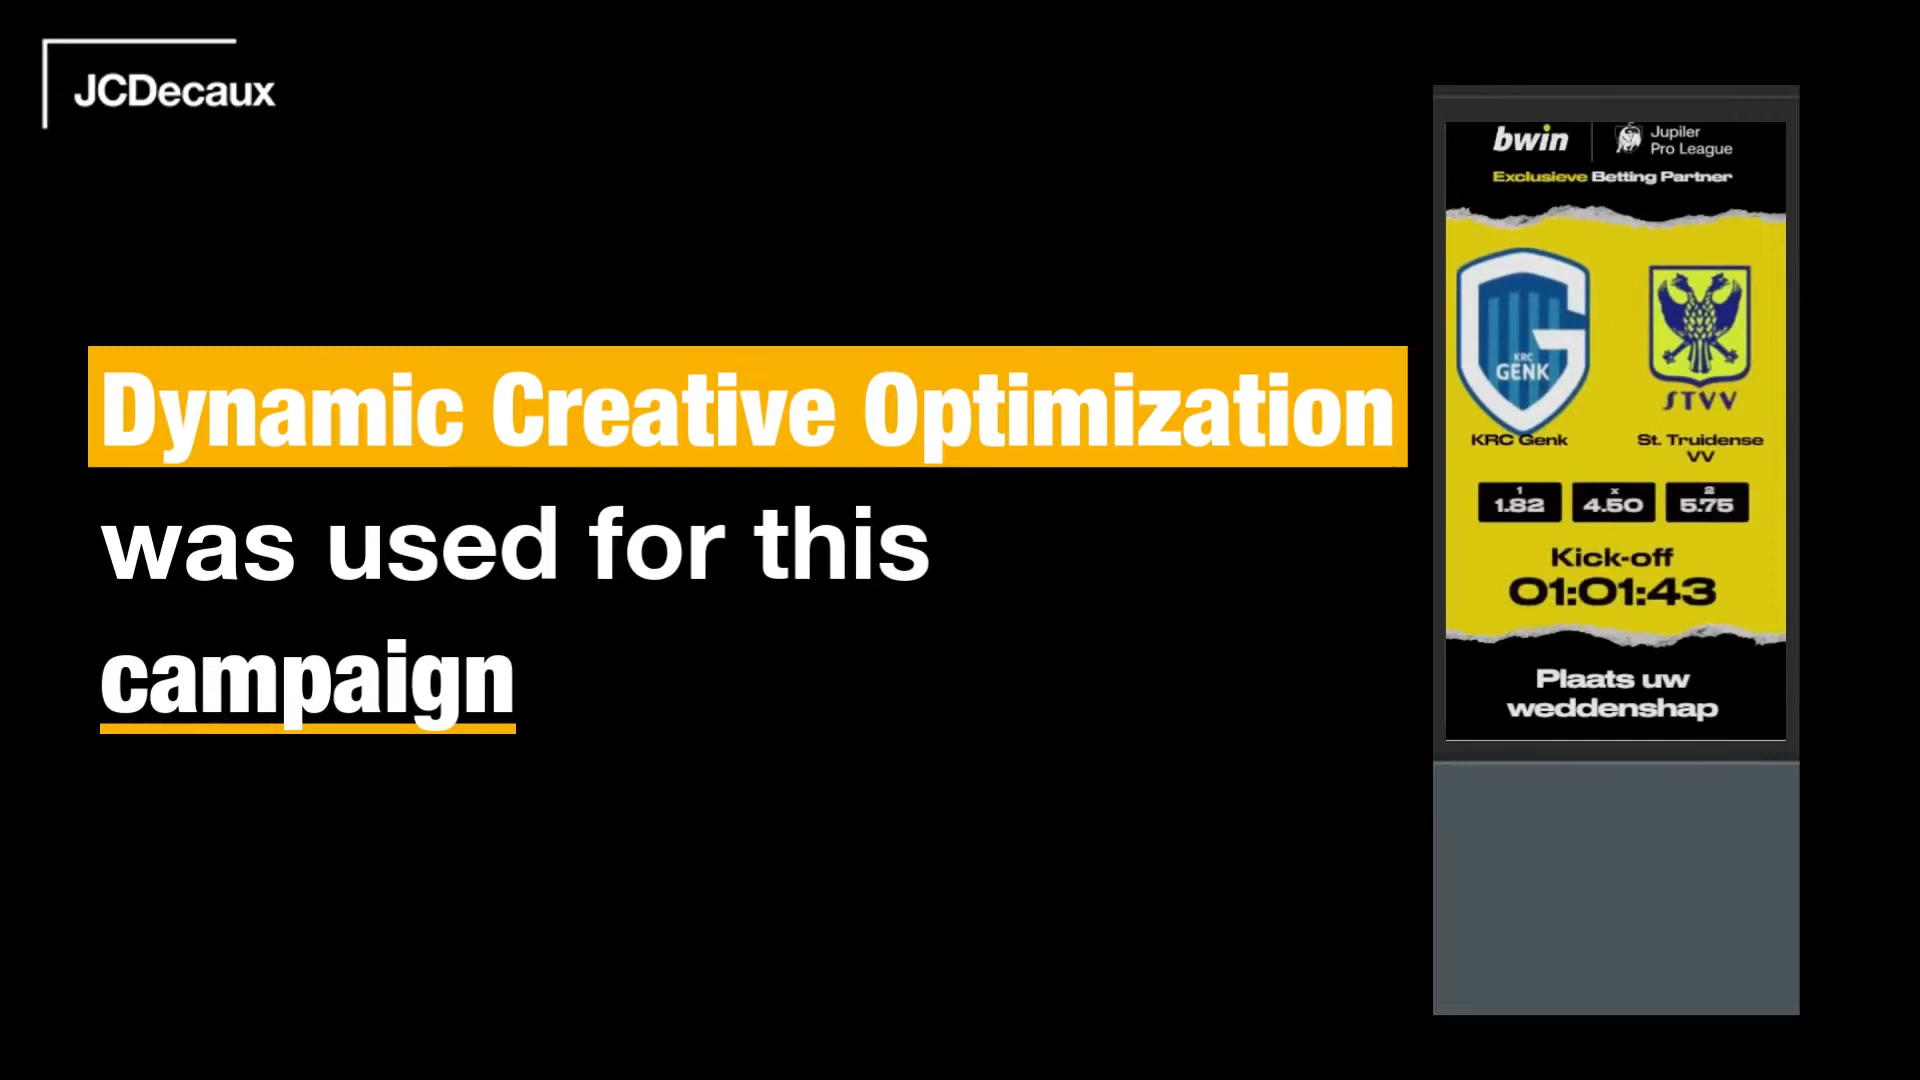 JCDecaux
Dynamic Creative Optimization
was used for this
campaign
bwin
Jupiler
Pro League
Exclusieve Betting Partner
KRC
GENK
STVV
KRC Genk
St. Truidense
VV
1 x 2
1.82 4.50 5.75
Kick-off
01:01:43
Plaats uw
weddenshap